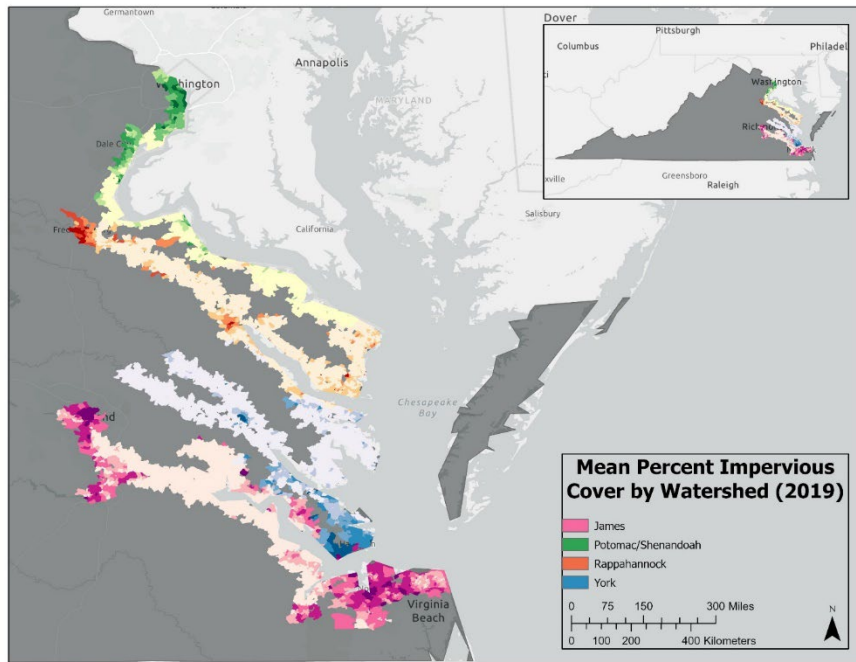 Germantown
Washington
Annapolis
MARYLAND
Dale C
California
Salisbury
Chesapeake
Bay
nd
Virginia
Beach
Dover
Pittsburgh
Columbus
Philadel
Washington
Greensboro
Raleigh
Mean Percent Impervious
Cover by Watershed (2019)
James
Potomac/Shenandoah
Rappahannock
York
0 75 150 300 Miles
0 100 200 400 Kilometers
N